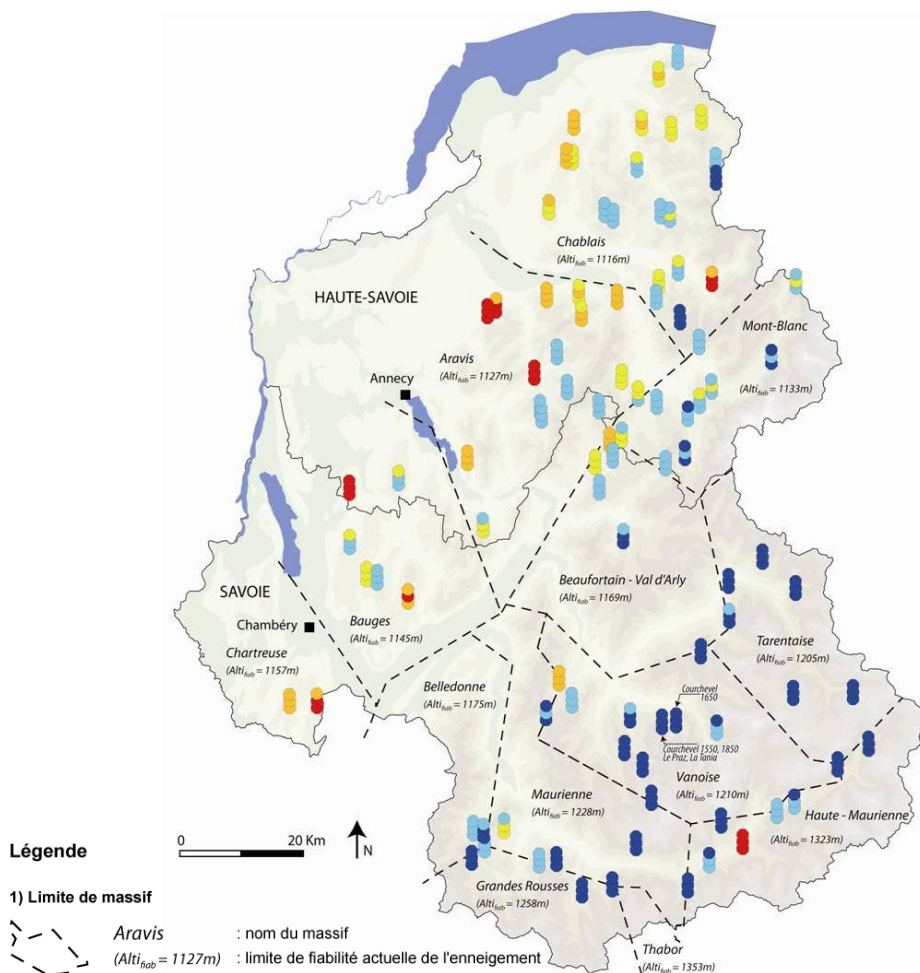 Chablais
(Alti_fiab = 1116m)
HAUTE-SAVOIE
Mont-Blanc
(Alti_fiab = 1133m)
Aravis
(Alti_fiab = 1127m)
Annecy
Beaufortain - Val d'Arly
(Alti_fiab = 1169m)
SAVOIE
Bauges
(Alti_fiab = 1145m)
Chambéry
Tarentaise
(Alti_fiab = 1205m)
Chartreuse
(Alti_fiab = 1157m)
Belledonne
(Alti_fiab = 1175m)
Courchevel
1650
Courchevel 1550, 1850
Le Praz, La Tania
Vanoise
(Alti_fiab = 1210m)
Maurienne
(Alti_fiab = 1228m)
Haute - Maurienne
(Alti_fiab = 1323m)
0 20 Km
N
Grandes Rousses
(Alti_fiab = 1258m)
Thabor
(Alti_fiab = 1353m)
Légende
1) Limite de massif
Aravis : nom du massif
(Alti_fiab = 1127m) : limite de fiabilité actuelle de l'enneigement